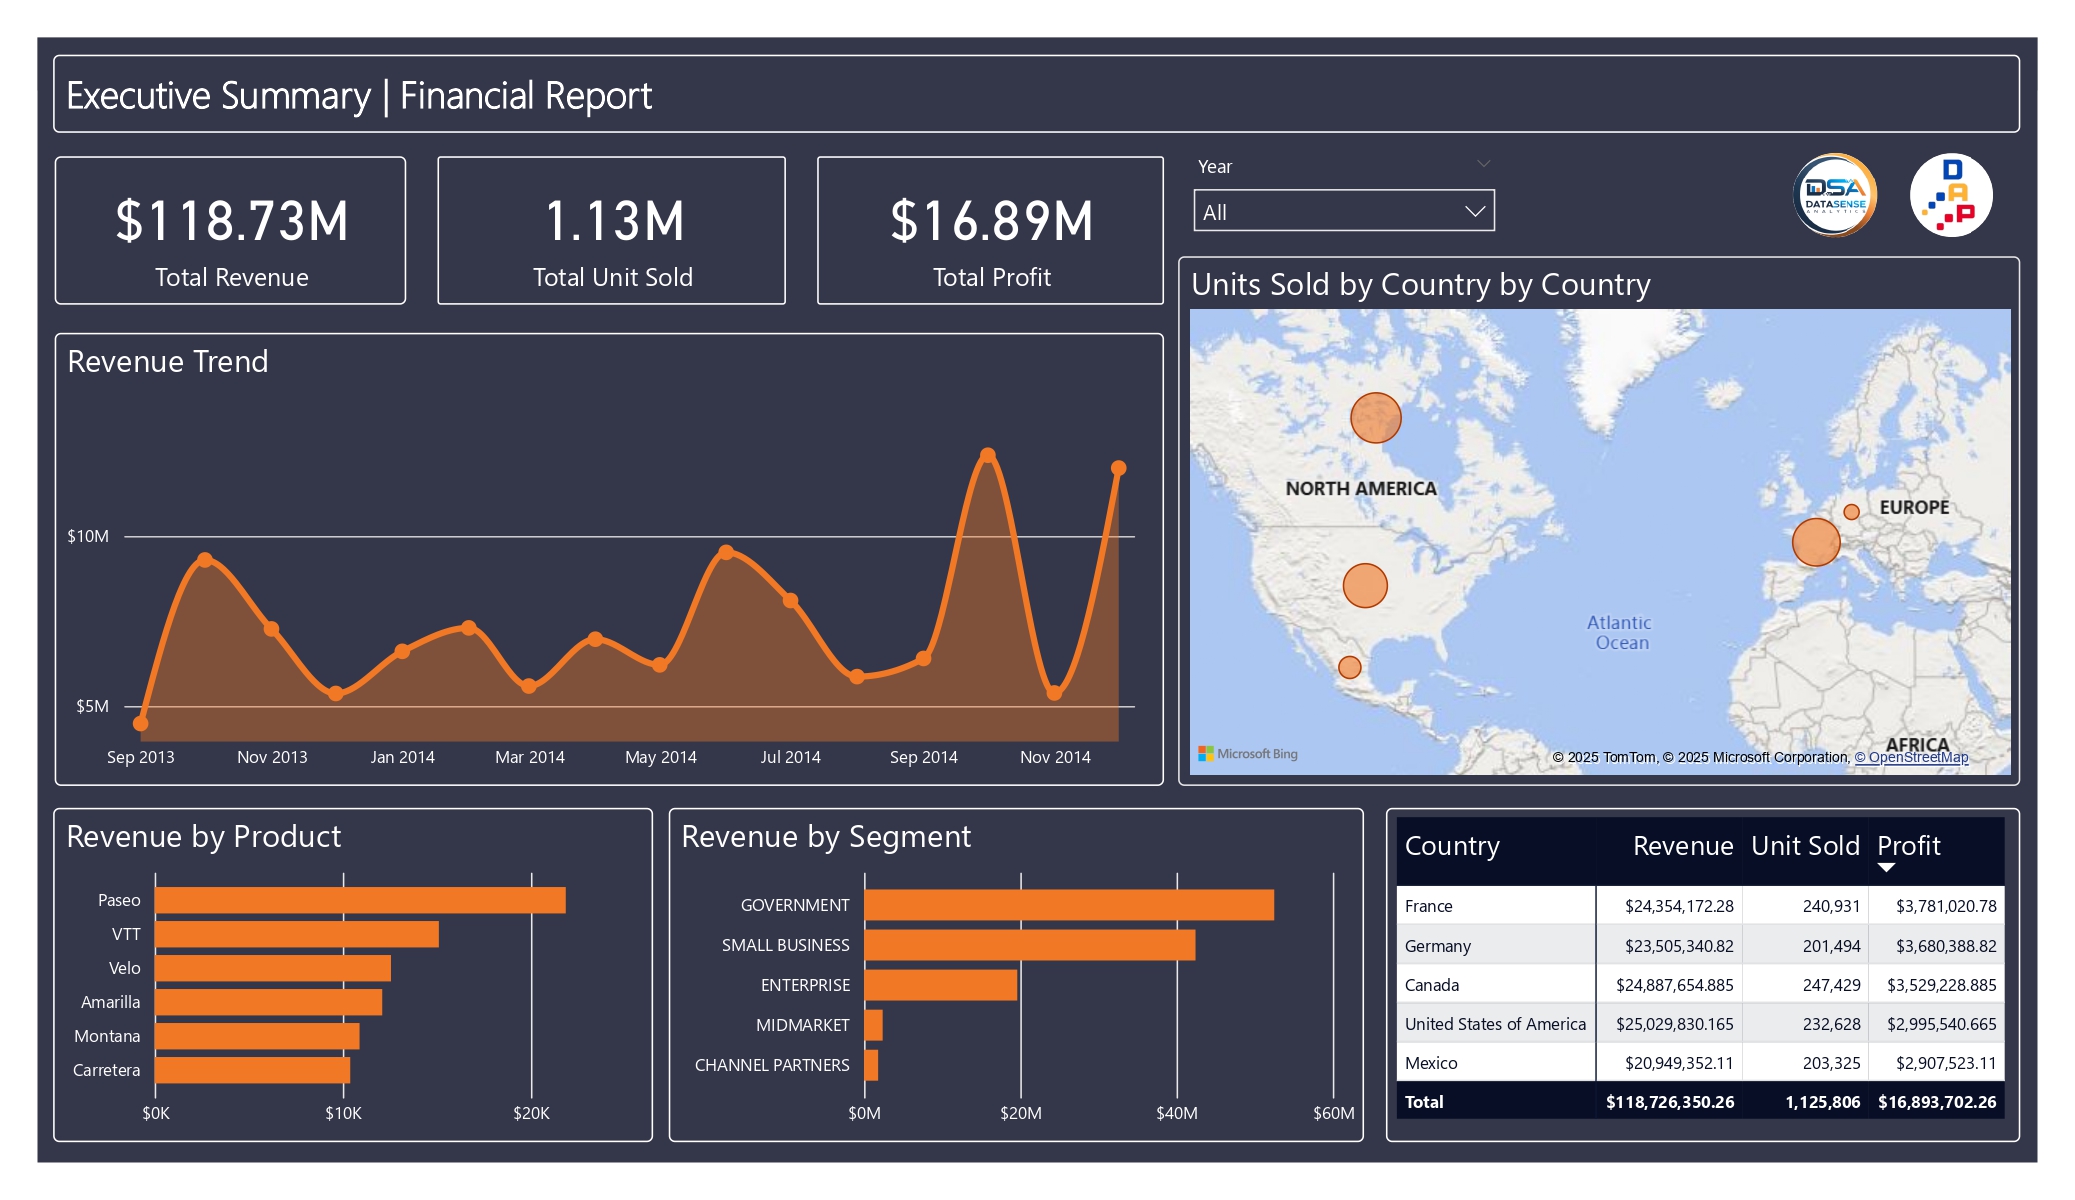 Executive Summary | Financial Report
$118.73M
Total Revenue
1.13M
Total Unit Sold
$16.89M
Total Profit
Year
All
DSA
DATASENSE
ANALYTICS
D
A
P
Revenue Trend
$10M
$5M
Sep 2013 Nov 2013 Jan 2014 Mar 2014 May 2014 Jul 2014 Sep 2014 Nov 2014
Units Sold by Country by Country
NORTH AMERICA
EUROPE
Atlantic
Ocean
AFRICA
Microsoft Bing
© 2025 TomTom, © 2025 Microsoft Corporation, © OpenStreetMap
Revenue by Product
Paseo
VTT
Velo
Amarilla
Montana
Carretera
$0K $10K $20K
Revenue by Segment
GOVERNMENT
SMALL BUSINESS
ENTERPRISE
MIDMARKET
CHANNEL PARTNERS
$0M $20M $40M $60M
Country Revenue Unit Sold Profit
France $24,354,172.28 240,931 $3,781,020.78
Germany $23,505,340.82 201,494 $3,680,388.82
Canada $24,887,654.885 247,429 $3,529,228.885
United States of America $25,029,830.165 232,628 $2,995,540.665
Mexico $20,949,352.11 203,325 $2,907,523.11
Total $118,726,350.26 1,125,806 $16,893,702.26